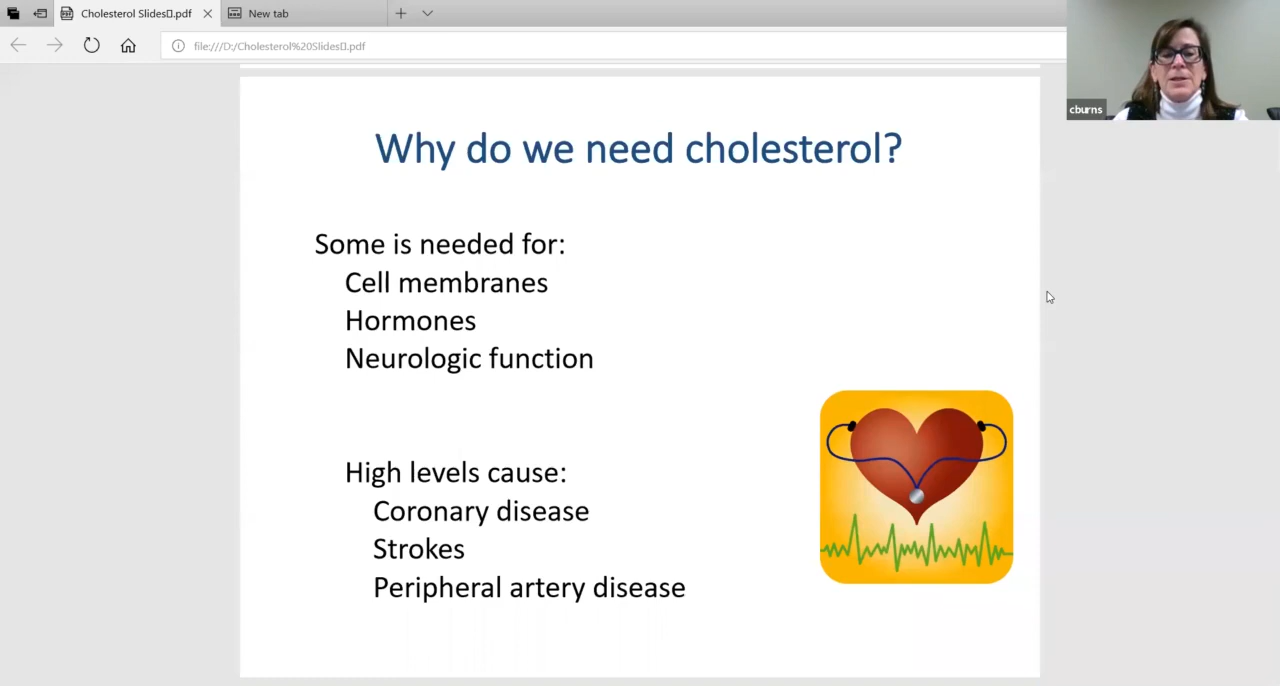 Cholesterol Slides▯.pdf
New tab
file:///D:/Cholesterol%20Slides▯.pdf
cburns
Why do we need cholesterol?
Some is needed for:
Cell membranes
Hormones
Neurologic function
High levels cause:
Coronary disease
Strokes
Peripheral artery disease